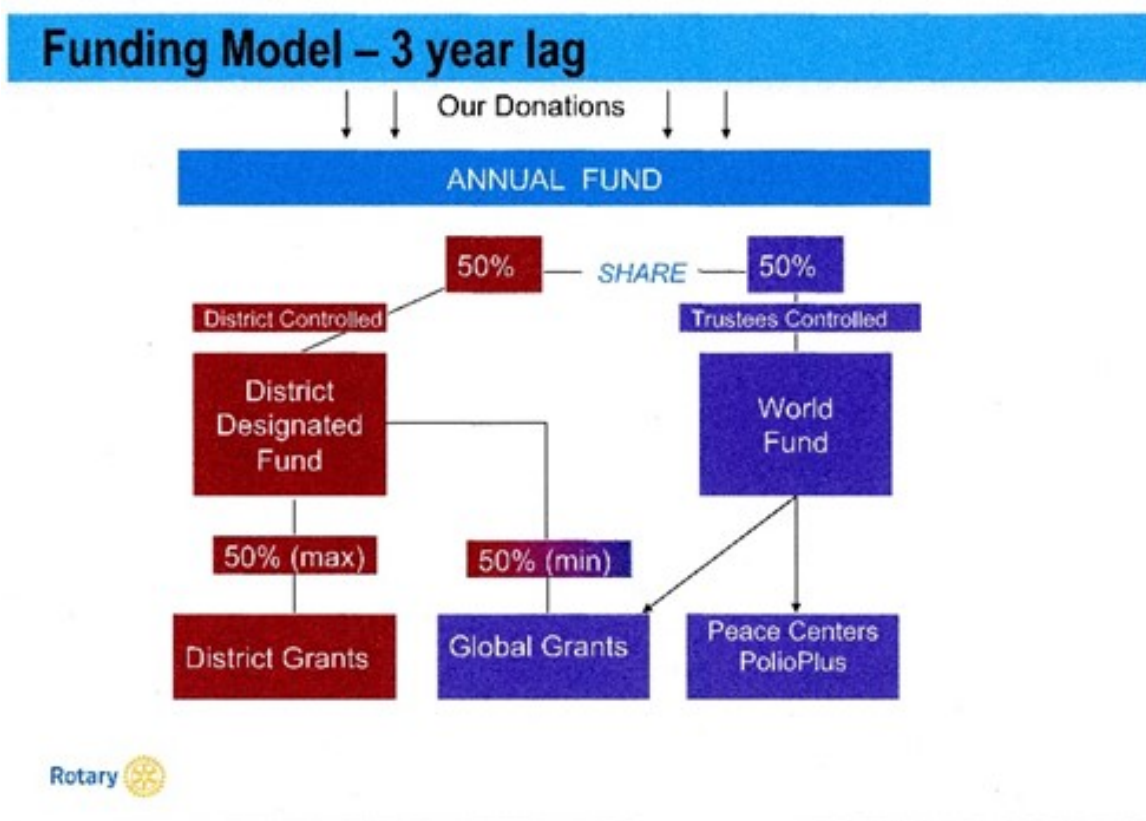 Funding Model – 3 year lag
Our Donations
ANNUAL FUND
50%
SHARE
50%
District Controlled
Trustees Controlled
District
Designated
Fund
World
Fund
50% (max)
50% (min)
District Grants
Global Grants
Peace Centers
PolioPlus
Rotary